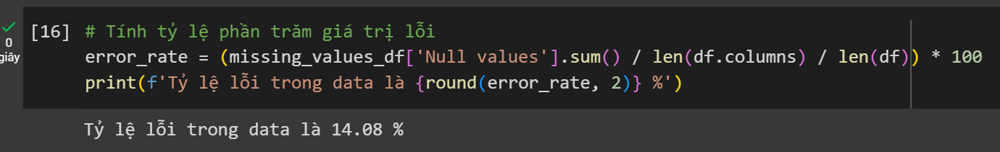 [16] # Tính tỷ lệ phần trăm giá trị lỗi
0
giây
error_rate = (missing_values_df['Null values'].sum() / len(df.columns) / len(df)) * 100
print(f'Tỷ lệ lỗi trong data là {round(error_rate, 2)} %')
Tỷ lệ lỗi trong data là 14.08 %